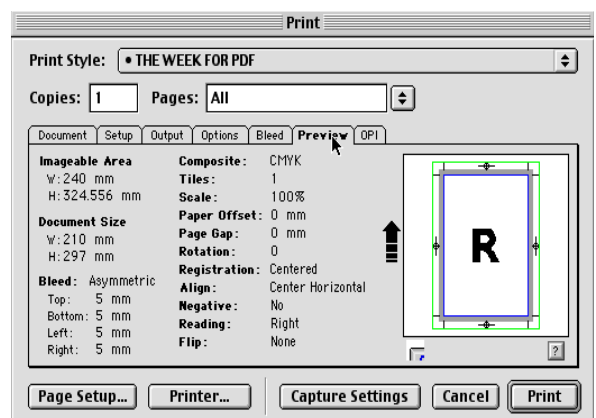 Print
Print Style: • THE WEEK FOR PDF
Copies: 1 Pages: All
Document Setup Output Options Bleed Preview OPI
Imageable Area
W: 240 mm
H: 324.556 mm
Document Size
W: 210 mm
H: 297 mm
Bleed: Asymmetric
Top: 5 mm
Bottom: 5 mm
Left: 5 mm
Right: 5 mm
Composite: CMYK
Tiles: 1
Scale: 100%
Paper Offset: 0 mm
Page Gap: 0 mm
Rotation: 0
Registration: Centered
Align: Center Horizontal
Negative: No
Reading: Right
Flip: None
R
?
Page Setup... Printer... Capture Settings Cancel Print